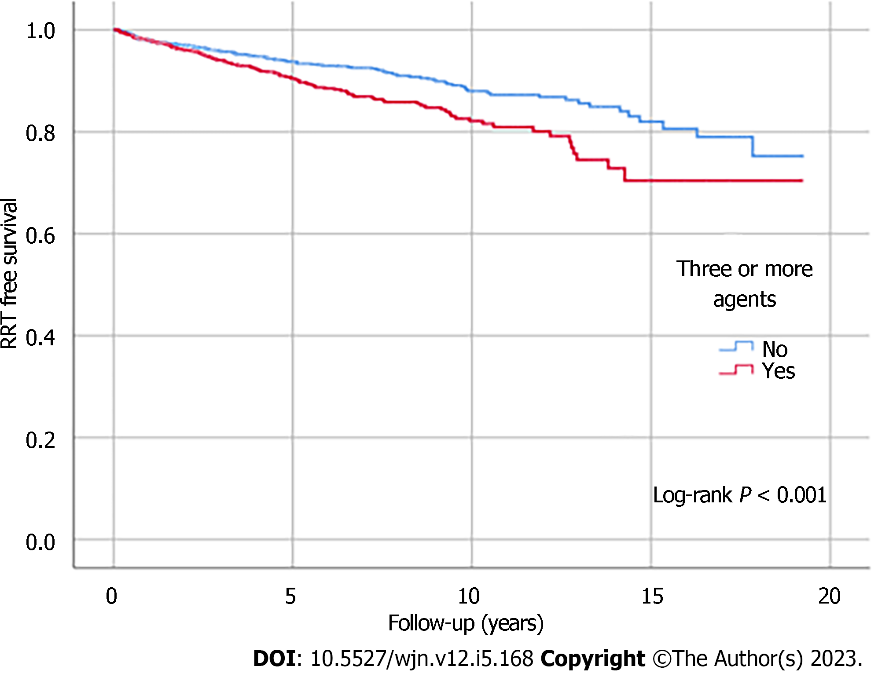 1.0
0.8
0.6
0.4
0.2
0.0
RRT free survival
Three or more
agents
No
Yes
Log-rank P < 0.001
0 5 10 15 20
Follow-up (years)
DOI: 10.5527/wjn.v12.i5.168 Copyright ©The Author(s) 2023.